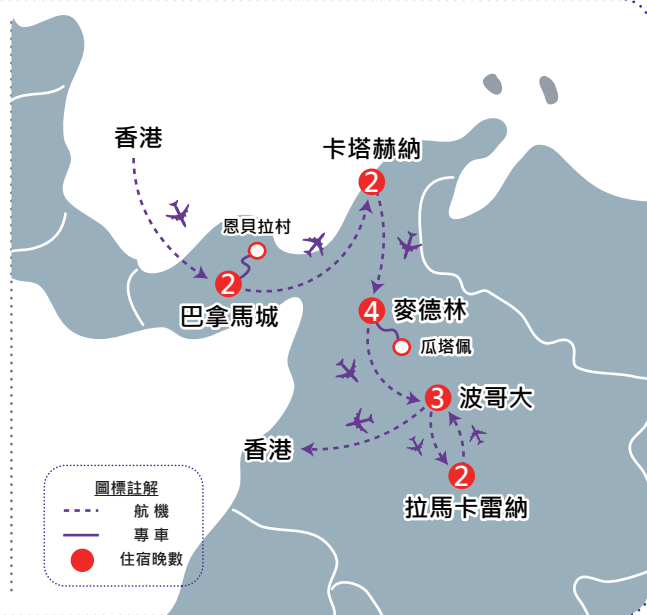 香港
卡塔赫納
2
恩貝拉村
2
巴拿馬城
4 麥德林
瓜塔佩
3 波哥大
香港
2
拉馬卡雷納
圖標註解
航機
專車
住宿晚數